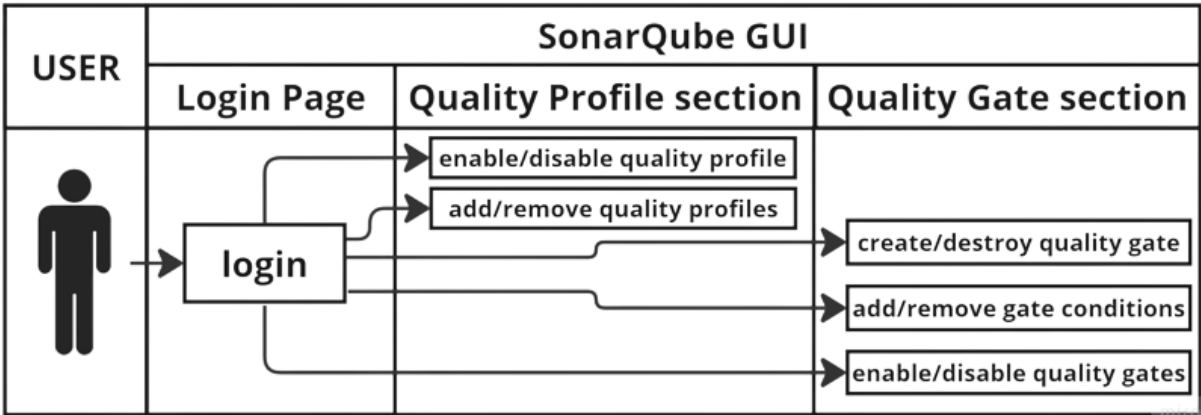 USER
SonarQube GUI
Login Page
Quality Profile section
Quality Gate section
enable/disable quality profile
add/remove quality profiles
login
create/destroy quality gate
add/remove gate conditions
enable/disable quality gates